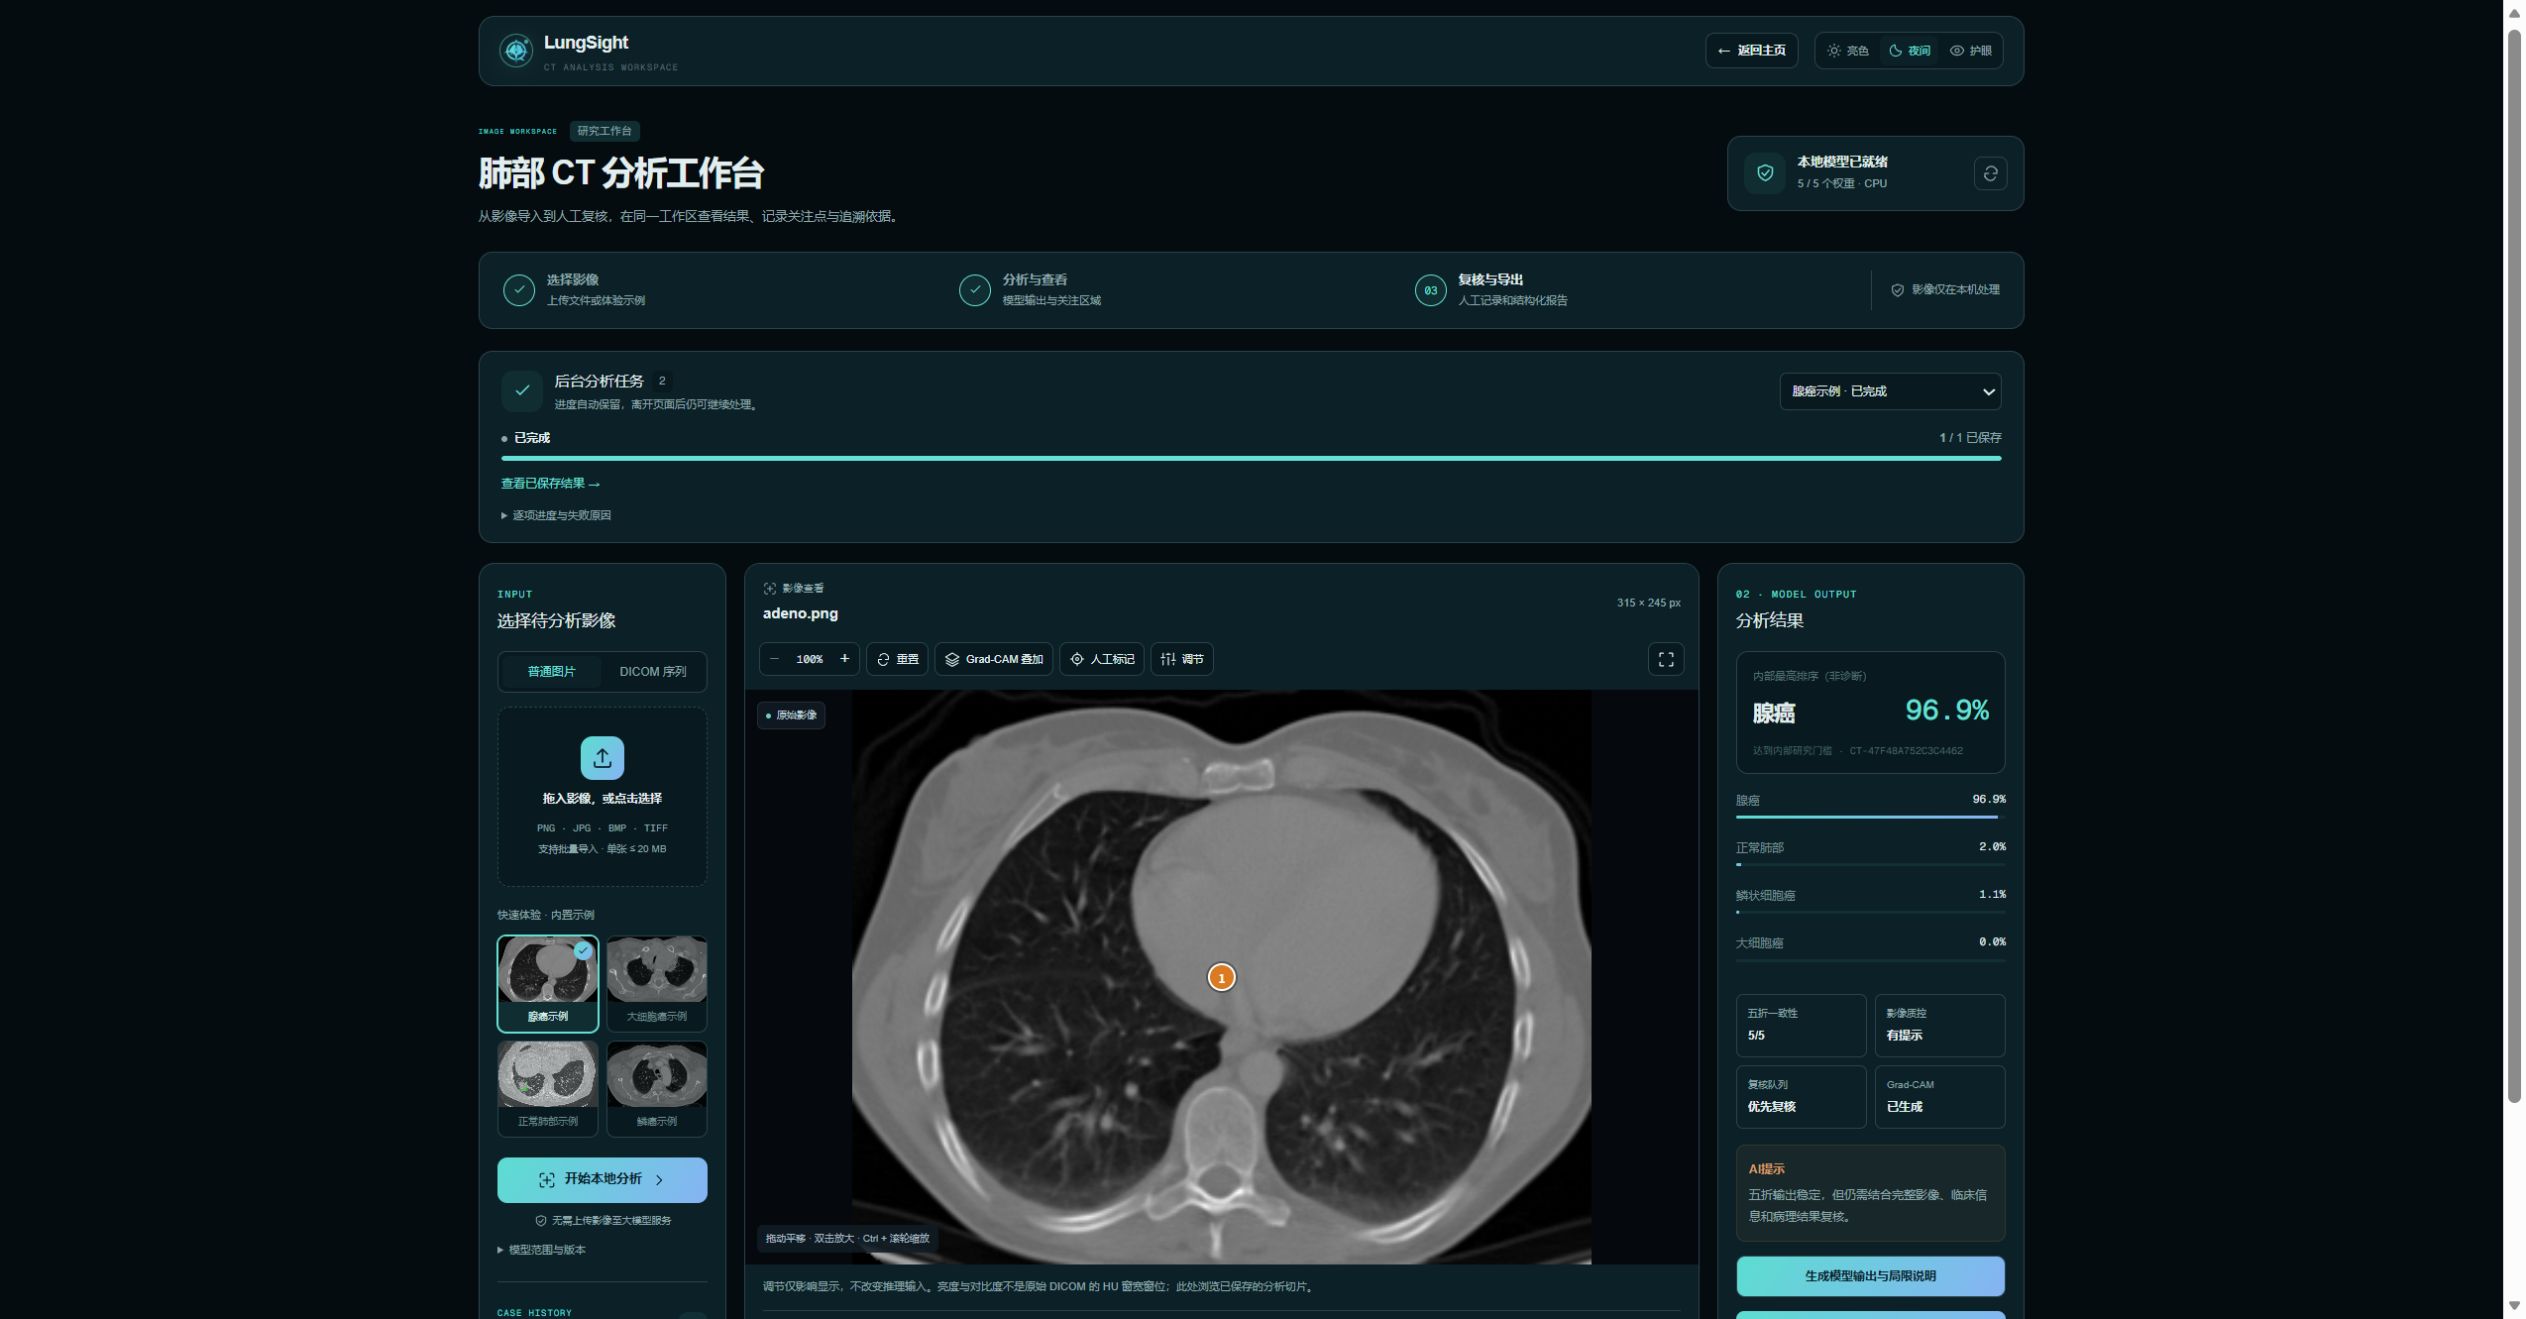 LungSight
CT ANALYSIS WORKSPACE
← 返回主页
亮色
夜间
护眼
IMAGE WORKSPACE
研究工作台
肺部 CT 分析工作台
从影像导入到人工复核，在同一工作区查看结果、记录关注点与追溯依据。
本地模型已就绪
5 / 5 个权重 · CPU
选择影像
上传文件或体验示例
分析与查看
模型输出与关注区域
03
复核与导出
人工记录和结构化报告
影像仅在本机处理
后台分析任务 2
进度自动保留，离开页面后仍可继续处理。
腺癌示例 · 已完成
已完成
1 / 1 已保存
查看已保存结果 →
逐项进度与失败原因
INPUT
选择待分析影像
普通图片
DICOM 序列
拖入影像，或点击选择
PNG · JPG · BMP · TIFF
支持批量导入 · 单张 ≤ 20 MB
快速体验 · 内置示例
腺癌示例
大细胞癌示例
正常肺部示例
鳞癌示例
开始本地分析
无需上传影像至大模型服务
模型范围与版本
CASE HISTORY
影像查看
adeno.png
315 × 245 px
− 100% +
重置
Grad-CAM 叠加
人工标记
调节
原始影像
1
拖动平移 · 双击放大 · Ctrl + 滚轮缩放
调节仅影响显示，不改变推理输入。亮度与对比度不是原始 DICOM 的 HU 窗宽窗位；此处浏览已保存的分析切片。
02 · MODEL OUTPUT
分析结果
内部最高排序（非诊断）
腺癌
96.9%
达到内部研究门槛 · CT-47F48A752C3C4462
腺癌 96.9%
正常肺部 2.0%
鳞状细胞癌 1.1%
大细胞癌 0.0%
五折一致性
5/5
影像质控
有提示
复核队列
优先复核
Grad-CAM
已生成
AI提示
五折输出稳定，但仍需结合完整影像、临床信
息和病理结果复核。
生成模型输出与局限说明